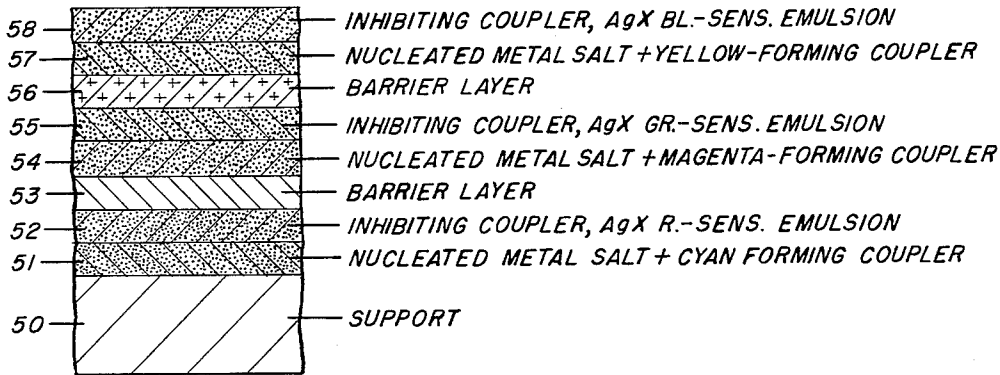 58 INHIBITING COUPLER, AgX BL.-SENS. EMULSION
57 NUCLEATED METAL SALT + YELLOW-FORMING COUPLER
56 BARRIER LAYER
55 INHIBITING COUPLER, AgX GR.-SENS. EMULSION
54 NUCLEATED METAL SALT + MAGENTA-FORMING COUPLER
53 BARRIER LAYER
52 INHIBITING COUPLER, AgX R.-SENS. EMULSION
51 NUCLEATED METAL SALT + CYAN FORMING COUPLER
50 SUPPORT